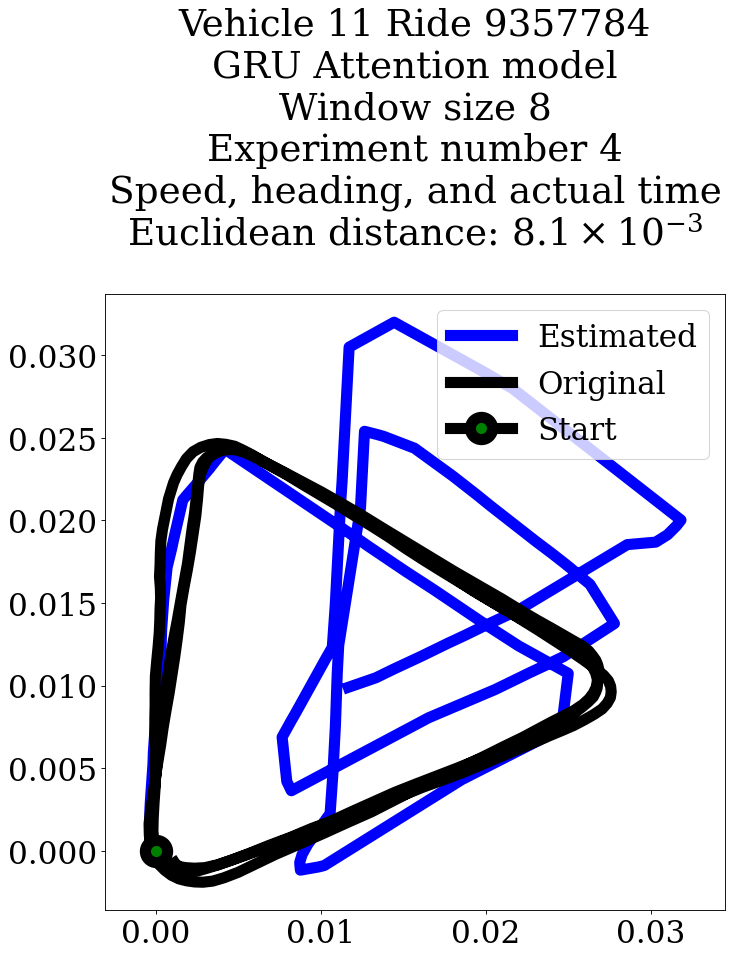 Vehicle 11 Ride 9357784
GRU Attention model
Window size 8
Experiment number 4
Speed, heading, and actual time
Euclidean distance: 8.1 × 10⁻³
Estimated
Original
Start
0.030
0.025
0.020
0.015
0.010
0.005
0.000
0.00 0.01 0.02 0.03